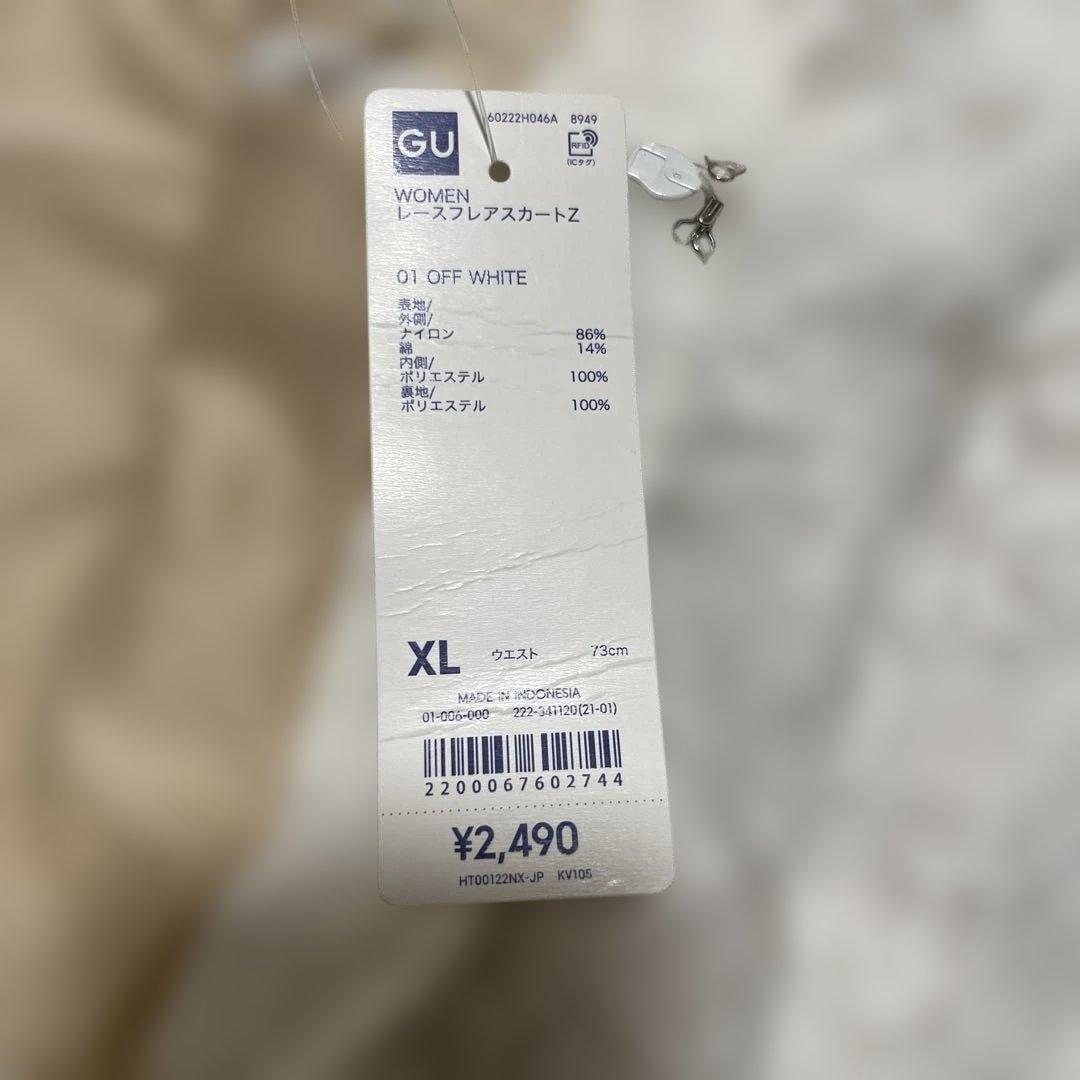 GU
60222H046A 8949
RFID
(ICタグ)
WOMEN
レースフレアスカートZ
01 OFF WHITE
表地/
外側/
ナイロン 86%
綿 14%
内側/
ポリエステル 100%
裏地/
ポリエステル 100%
XL ウエスト 73cm
MADE IN INDONESIA
01-006-000 222-341120(21-01)
2200067602744
¥2,490
HT00122NX-JP KV105